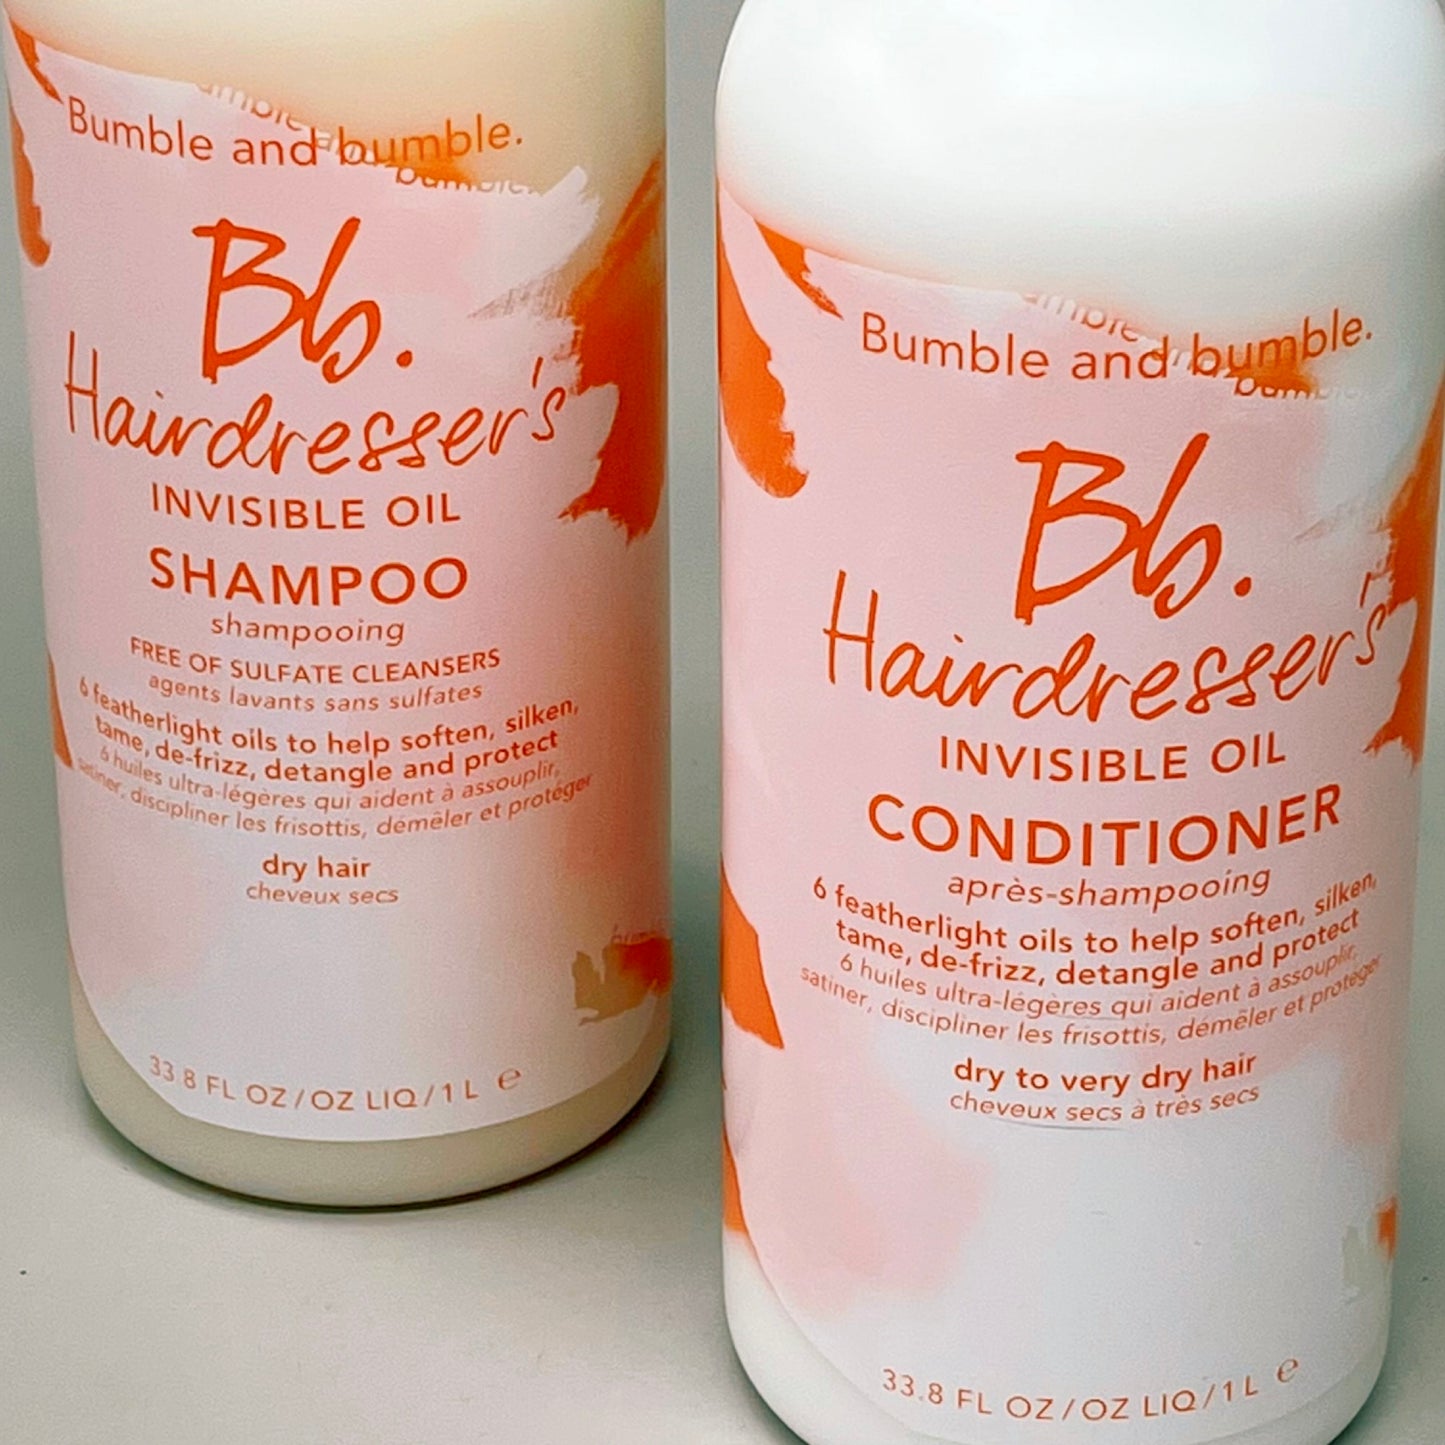 Bumble and bumble.
Bb.
Hairdresser's
INVISIBLE OIL
SHAMPOO
shampooing
FREE OF SULFATE CLEANSERS
agents lavants sans sulfates
6 featherlight oils to help soften, silken,
tame, de-frizz, detangle and protect
6 huiles ultra-légères qui aident à assouplir,
satiner, discipliner les frisottis, démêler et protéger
dry hair
cheveux secs
33.8 FL OZ/OZ LIQ/1 L ℮
Bumble and bumble.
Bb.
Hairdresser's
INVISIBLE OIL
CONDITIONER
après-shampooing
6 featherlight oils to help soften, silken,
tame, de-frizz, detangle and protect
6 huiles ultra-légères qui aident à assouplir,
satiner, discipliner les frisottis, démêler et protéger
dry to very dry hair
cheveux secs à très secs
33.8 FL OZ/OZ LIQ/1 L ℮